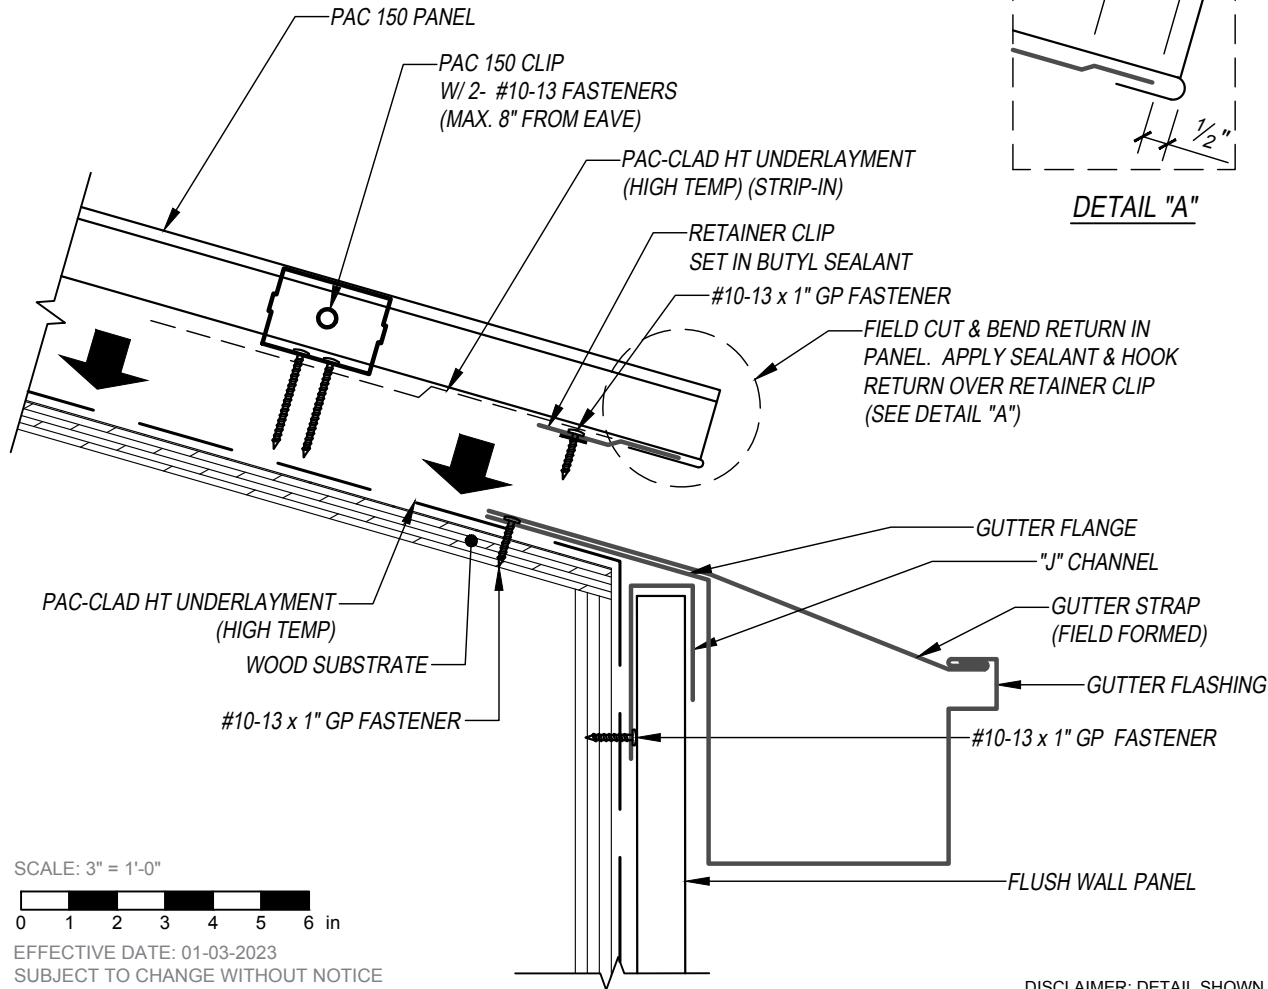 PAC 150 PANEL
PAC 150 CLIP
W/ 2- #10-13 FASTENERS
(MAX. 8" FROM EAVE)
PAC-CLAD HT UNDERLAYMENT
(HIGH TEMP) (STRIP-IN)
1/2"
DETAIL "A"
RETAINER CLIP
SET IN BUTYL SEALANT
#10-13 x 1" GP FASTENER
FIELD CUT & BEND RETURN IN
PANEL. APPLY SEALANT & HOOK
RETURN OVER RETAINER CLIP
(SEE DETAIL "A")
GUTTER FLANGE
"J" CHANNEL
GUTTER STRAP
(FIELD FORMED)
GUTTER FLASHING
#10-13 x 1" GP FASTENER
FLUSH WALL PANEL
PAC-CLAD HT UNDERLAYMENT
(HIGH TEMP)
WOOD SUBSTRATE
#10-13 x 1" GP FASTENER
SCALE: 3" = 1'-0"
0 1 2 3 4 5 6 in
EFFECTIVE DATE: 01-03-2023
SUBJECT TO CHANGE WITHOUT NOTICE
DISCLAIMER: DETAIL SHOWN